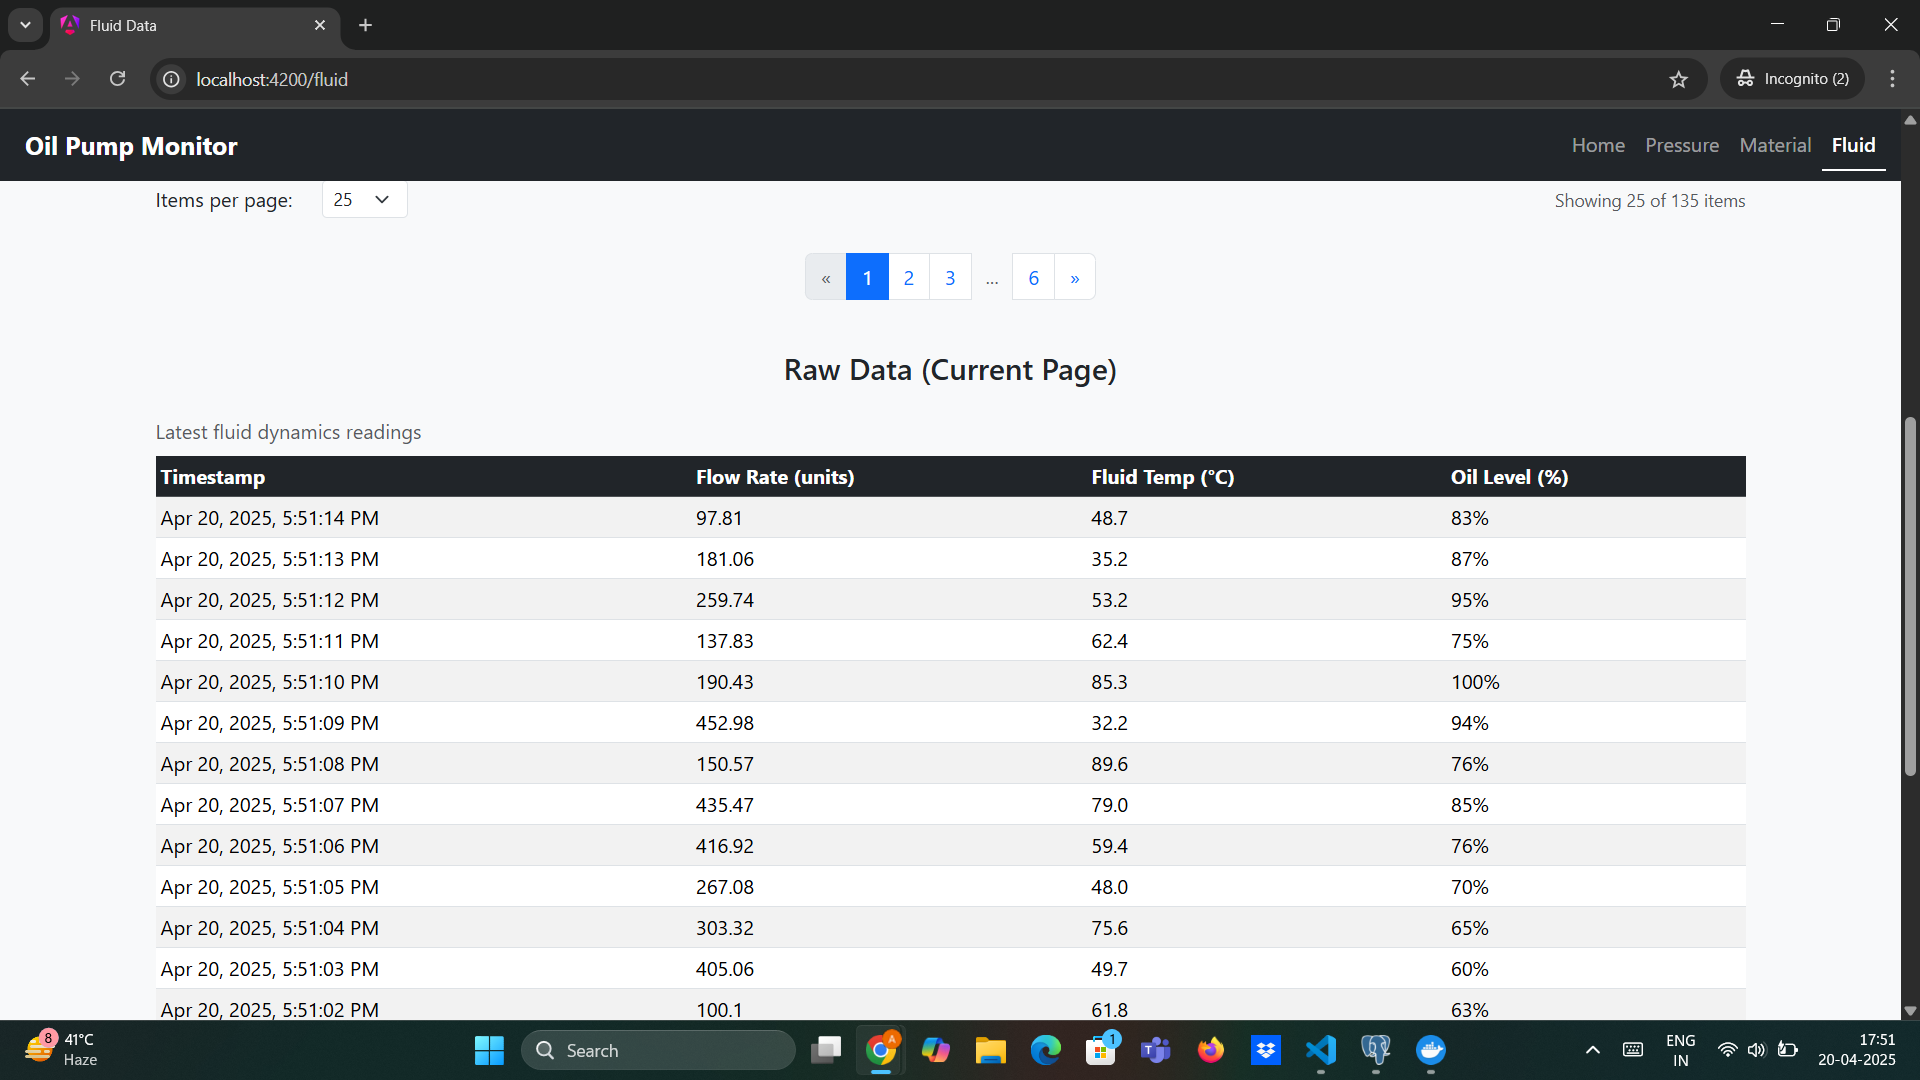 Fluid Data
localhost:4200/fluid
Incognito (2)
Oil Pump Monitor
Home Pressure Material Fluid
Items per page: 25
Showing 25 of 135 items
« 1 2 3 ... 6 »
Raw Data (Current Page)
Latest fluid dynamics readings
Timestamp Flow Rate (units) Fluid Temp (°C) Oil Level (%)
Apr 20, 2025, 5:51:14 PM 97.81 48.7 83%
Apr 20, 2025, 5:51:13 PM 181.06 35.2 87%
Apr 20, 2025, 5:51:12 PM 259.74 53.2 95%
Apr 20, 2025, 5:51:11 PM 137.83 62.4 75%
Apr 20, 2025, 5:51:10 PM 190.43 85.3 100%
Apr 20, 2025, 5:51:09 PM 452.98 32.2 94%
Apr 20, 2025, 5:51:08 PM 150.57 89.6 76%
Apr 20, 2025, 5:51:07 PM 435.47 79.0 85%
Apr 20, 2025, 5:51:06 PM 416.92 59.4 76%
Apr 20, 2025, 5:51:05 PM 267.08 48.0 70%
Apr 20, 2025, 5:51:04 PM 303.32 75.6 65%
Apr 20, 2025, 5:51:03 PM 405.06 49.7 60%
Apr 20, 2025, 5:51:02 PM 100.1 61.8 63%
8 41°C
Haze
Search
A
1
T
ENG
IN
17:51
20-04-2025